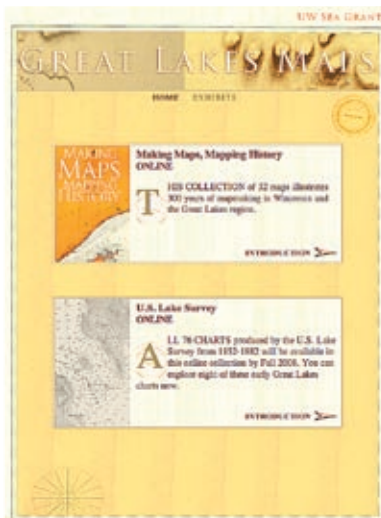 UW SEA GRANT
GREAT LAKES MAPS
HOME EXHIBITS
MAKING
MAPS
MAPPING
HISTORY
Making Maps, Mapping History
ONLINE
THIS COLLECTION of 32 maps illustrates
300 years of mapmaking in Wisconsin and
the Great Lakes region.
INTRODUCTION
U.S. Lake Survey
ONLINE
ALL 76 CHARTS produced by the U.S. Lake
Survey from 1852-1882 will be available in
this online collection by Fall 2008. You can
explore eight of these early Great Lakes
charts now.
INTRODUCTION